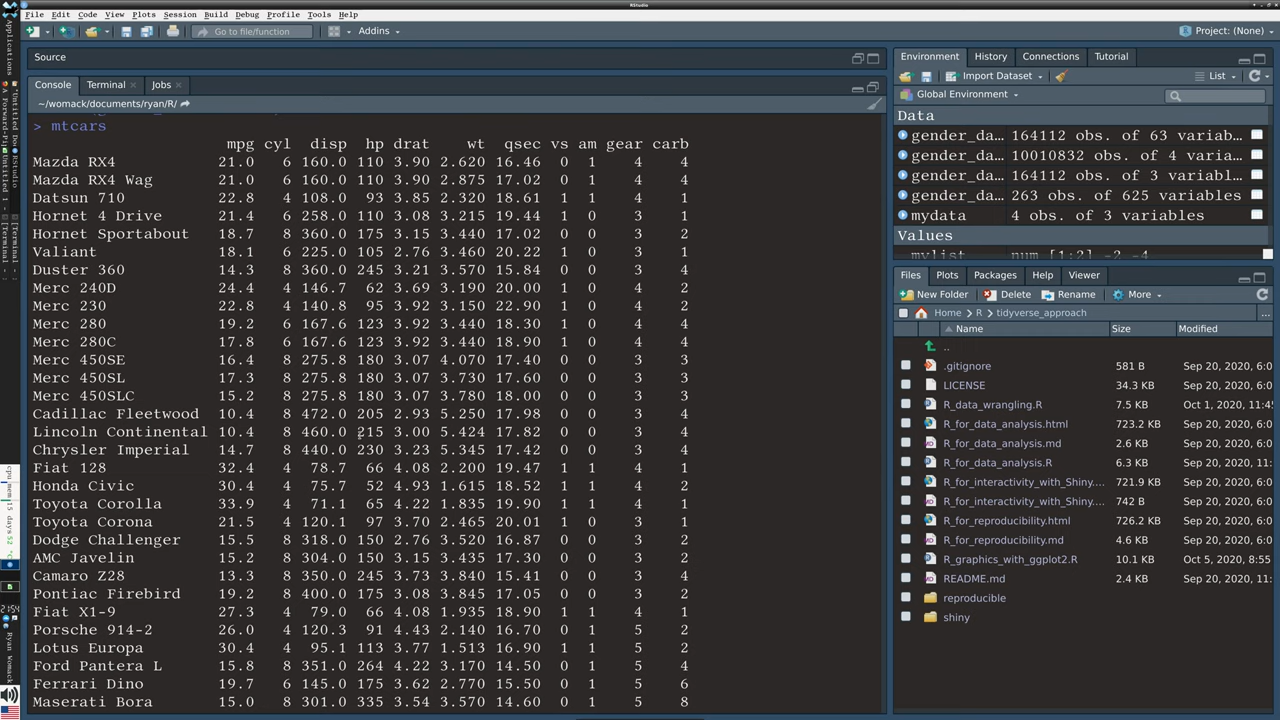 RStudio
File Edit Code View Plots Session Build Debug Profile Tools Help
Go to file/function Addins Project: (None)
Source
Console Terminal Jobs
~/womack/documents/ryan/R/
> mtcars
mpg cyl disp hp drat wt qsec vs am gear carb
Mazda RX4 21.0 6 160.0 110 3.90 2.620 16.46 0 1 4 4
Mazda RX4 Wag 21.0 6 160.0 110 3.90 2.875 17.02 0 1 4 4
Datsun 710 22.8 4 108.0 93 3.85 2.320 18.61 1 1 4 1
Hornet 4 Drive 21.4 6 258.0 110 3.08 3.215 19.44 1 0 3 1
Hornet Sportabout 18.7 8 360.0 175 3.15 3.440 17.02 0 0 3 2
Valiant 18.1 6 225.0 105 2.76 3.460 20.22 1 0 3 1
Duster 360 14.3 8 360.0 245 3.21 3.570 15.84 0 0 3 4
Merc 240D 24.4 4 146.7 62 3.69 3.190 20.00 1 0 4 2
Merc 230 22.8 4 140.8 95 3.92 3.150 22.90 1 0 4 2
Merc 280 19.2 6 167.6 123 3.92 3.440 18.30 1 0 4 4
Merc 280C 17.8 6 167.6 123 3.92 3.440 18.90 1 0 4 4
Merc 450SE 16.4 8 275.8 180 3.07 4.070 17.40 0 0 3 3
Merc 450SL 17.3 8 275.8 180 3.07 3.730 17.60 0 0 3 3
Merc 450SLC 15.2 8 275.8 180 3.07 3.780 18.00 0 0 3 3
Cadillac Fleetwood 10.4 8 472.0 205 2.93 5.250 17.98 0 0 3 4
Lincoln Continental 10.4 8 460.0 215 3.00 5.424 17.82 0 0 3 4
Chrysler Imperial 14.7 8 440.0 230 3.23 5.345 17.42 0 0 3 4
Fiat 128 32.4 4 78.7 66 4.08 2.200 19.47 1 1 4 1
Honda Civic 30.4 4 75.7 52 4.93 1.615 18.52 1 1 4 2
Toyota Corolla 33.9 4 71.1 65 4.22 1.835 19.90 1 1 4 1
Toyota Corona 21.5 4 120.1 97 3.70 2.465 20.01 1 0 3 1
Dodge Challenger 15.5 8 318.0 150 2.76 3.520 16.87 0 0 3 2
AMC Javelin 15.2 8 304.0 150 3.15 3.435 17.30 0 0 3 2
Camaro Z28 13.3 8 350.0 245 3.73 3.840 15.41 0 0 3 4
Pontiac Firebird 19.2 8 400.0 175 3.08 3.845 17.05 0 0 3 2
Fiat X1-9 27.3 4 79.0 66 4.08 1.935 18.90 1 1 4 1
Porsche 914-2 26.0 4 120.3 91 4.43 2.140 16.70 0 1 5 2
Lotus Europa 30.4 4 95.1 113 3.77 1.513 16.90 1 1 5 2
Ford Pantera L 15.8 8 351.0 264 4.22 3.170 14.50 0 1 5 4
Ferrari Dino 19.7 6 145.0 175 3.62 2.770 15.50 0 1 5 6
Maserati Bora 15.0 8 301.0 335 3.54 3.570 14.60 0 1 5 8
Environment History Connections Tutorial
Import Dataset List
Global Environment
Data
gender_da… 164112 obs. of 63 variab…
gender_da… 10010832 obs. of 4 varia…
gender_da… 164112 obs. of 3 variabl…
gender_da… 263 obs. of 625 variables
mydata 4 obs. of 3 variables
Values
mylist num [1:2] -2 -4
Files Plots Packages Help Viewer
New Folder Delete Rename More
Home R tidyverse_approach ...
Name Size Modified
..
.gitignore 581 B Sep 20, 2020, 6:0
LICENSE 34.3 KB Sep 20, 2020, 6:0
R_data_wrangling.R 7.5 KB Oct 1, 2020, 11:45
R_for_data_analysis.html 723.2 KB Sep 20, 2020, 6:0
R_for_data_analysis.md 2.6 KB Sep 20, 2020, 6:0
R_for_data_analysis.R 6.3 KB Sep 20, 2020, 11:
R_for_interactivity_with_Shiny.... 721.9 KB Sep 20, 2020, 6:0
R_for_interactivity_with_Shiny.... 742 B Sep 20, 2020, 6:0
R_for_reproducibility.html 726.2 KB Sep 20, 2020, 6:0
R_for_reproducibility.md 4.6 KB Sep 20, 2020, 6:0
R_graphics_with_ggplot2.R 10.1 KB Oct 5, 2020, 8:55
README.md 2.4 KB Sep 20, 2020, 6:0
reproducible
shiny
Applications
RStudio
[Terminal -
[Terminal] -
15 days
21:54
Ryan Womack